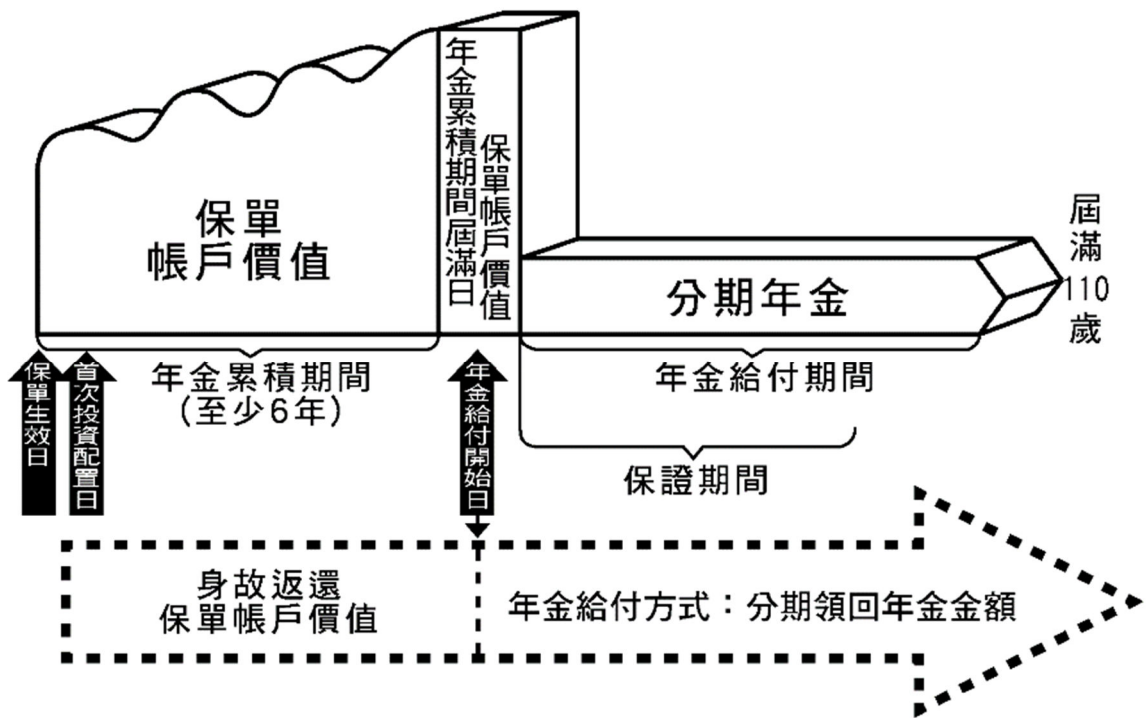 保單
帳戶價值
年金累積期間屆滿日
保單帳戶價值
分期年金
屆滿110歲
保單生效日
首次投資配置日
年金累積期間
(至少6年)
年金給付開始日
年金給付期間
保證期間
身故返還
保單帳戶價值
年金給付方式：分期領回年金金額